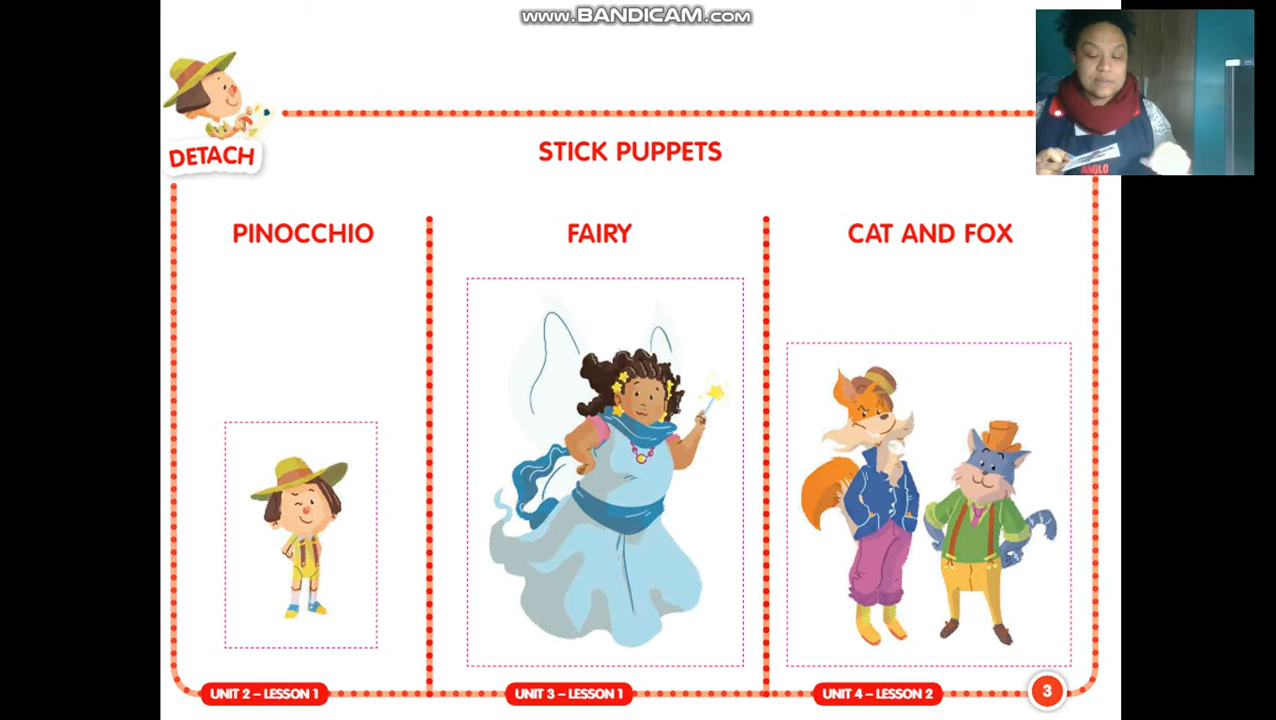 www.BANDICAM.com
DETACH
STICK PUPPETS
PINOCCHIO
FAIRY
CAT AND FOX
ANGLO
UNIT 2 – LESSON 1
UNIT 3 – LESSON 1
UNIT 4 – LESSON 2
3